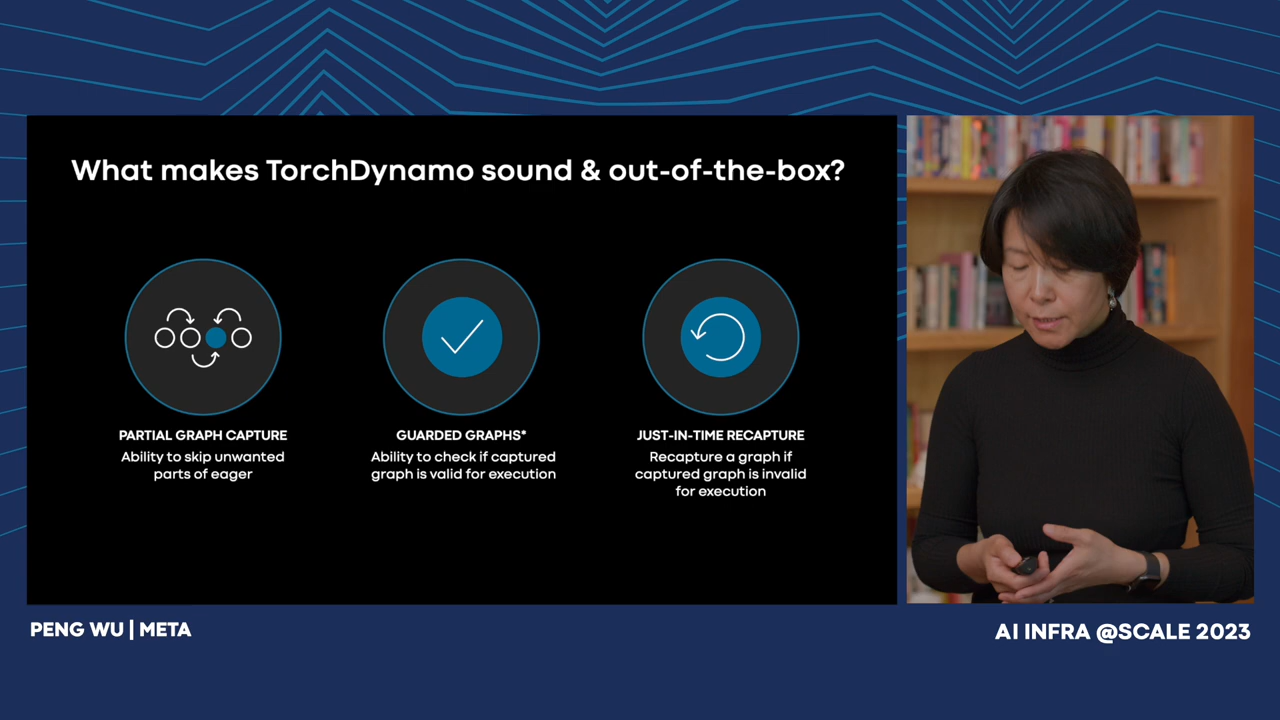 What makes TorchDynamo sound & out-of-the-box?
PARTIAL GRAPH CAPTURE
Ability to skip unwanted
parts of eager
GUARDED GRAPHS*
Ability to check if captured
graph is valid for execution
JUST-IN-TIME RECAPTURE
Recapture a graph if
captured graph is invalid
for execution
PENG WU | META
AI INFRA @SCALE 2023